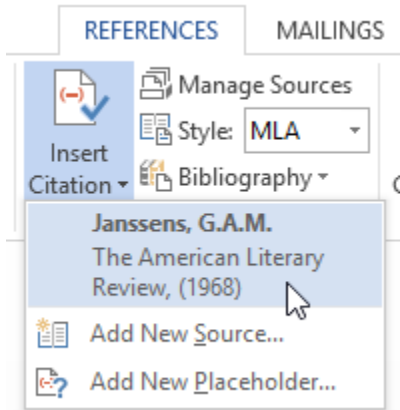 REFERENCES MAILINGS
Manage Sources
Style: MLA
Insert
Citation
Bibliography
Janssens, G.A.M.
The American Literary
Review, (1968)
Add New Source...
Add New Placeholder...